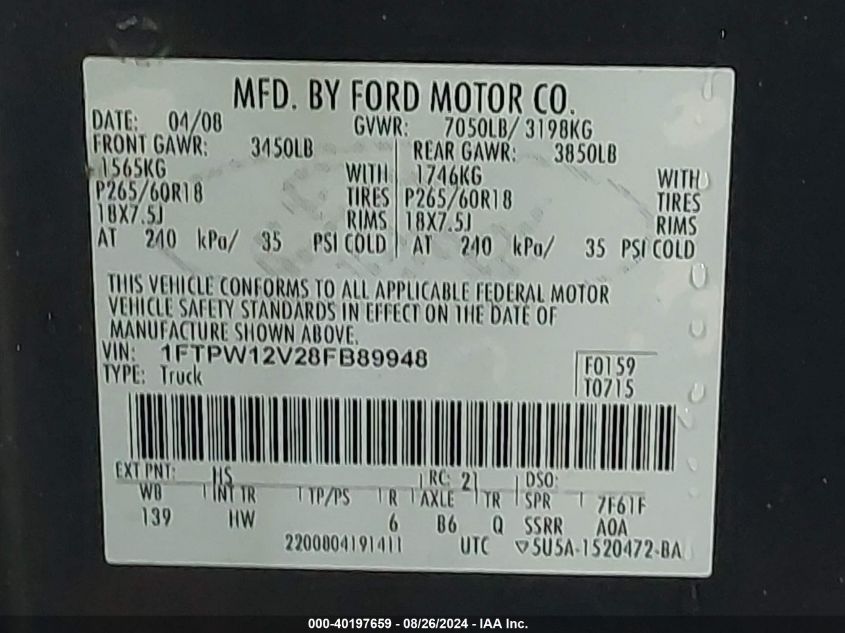 MFD. BY FORD MOTOR CO.
DATE: 04/08 GVWR: 7050LB/ 3198KG
FRONT GAWR: 3450LB REAR GAWR: 3850LB
1565KG WITH 1746KG WITH
P265/60R18 TIRES P265/60R18 TIRES
18X7.5J RIMS 18X7.5J RIMS
AT 240 kPa/ 35 PSI COLD AT 240 kPa/ 35 PSI COLD
THIS VEHICLE CONFORMS TO ALL APPLICABLE FEDERAL MOTOR
VEHICLE SAFETY STANDARDS IN EFFECT ON THE DATE OF
MANUFACTURE SHOWN ABOVE.
VIN: 1FTPW12V28FB89948 F0159
TYPE: Truck T0715
EXT PNT: HS RC: 21 DSO:
WB INT TR TP/PS R AXLE TR SPR 7F61F
139 HW 6 B6 Q SSRR A0A
2200804191411 UTC ▽5U5A-1520472-BA
000-40197659 - 08/26/2024 - IAA Inc.